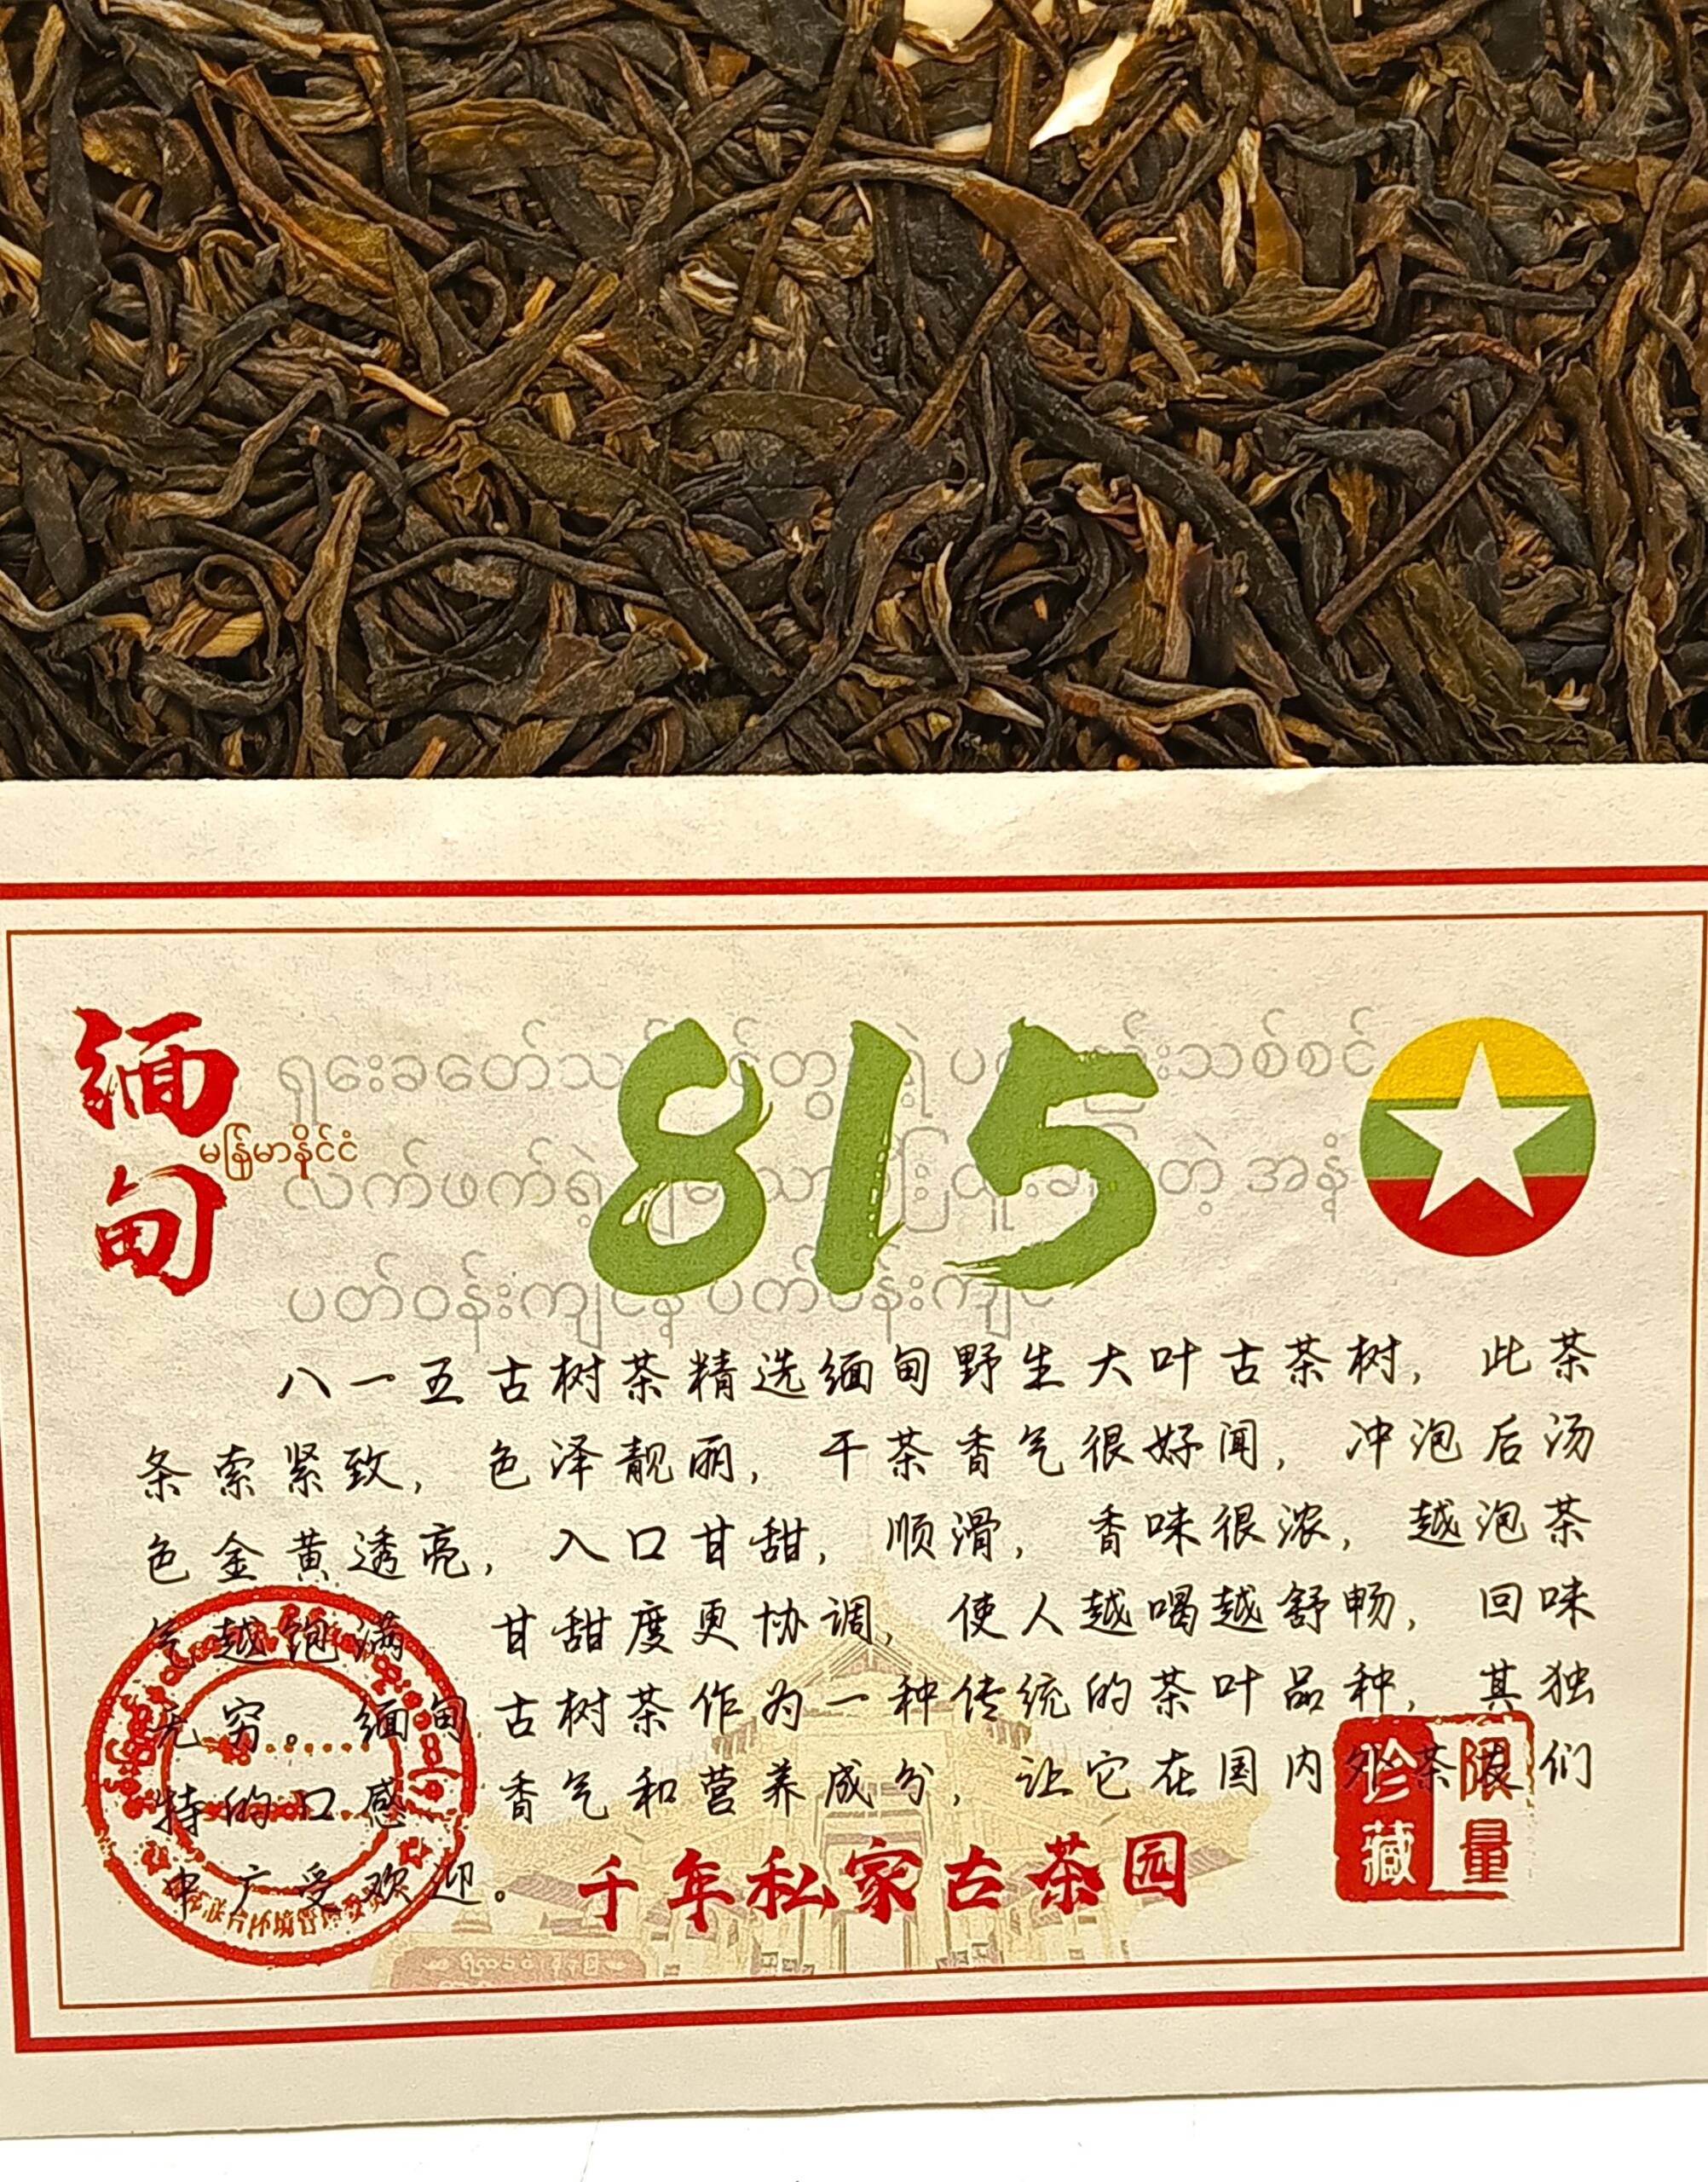 缅甸
မြန်မာနိုင်ငံ
815
八一五古树茶精选缅甸野生大叶古茶树，此茶
条索紧致，色泽靓丽，干茶香气很好闻，冲泡后汤
色金黄透亮，入口甘甜，顺滑，香味很浓，越泡茶
气越饱满 甘甜度更协调，使人越喝越舒畅，回味
无穷。缅甸古树茶作为一种传统的茶叶品种，其独
特的口感 香气和营养成分，让它在国内外茶友们
中广受欢迎。
千年私家古茶园
限量
珍藏